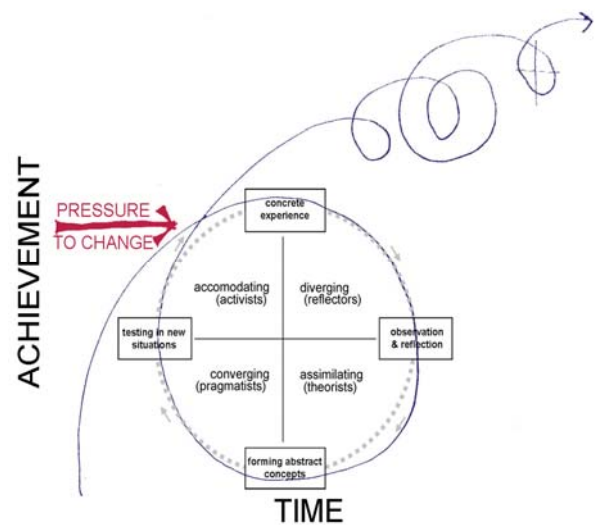 ACHIEVEMENT
PRESSURE
TO CHANGE
concrete
experience
accomodating
(activists)
diverging
(reflectors)
testing in new
situations
observation
& reflection
converging
(pragmatists)
assimilating
(theorists)
forming abstract
concepts
TIME